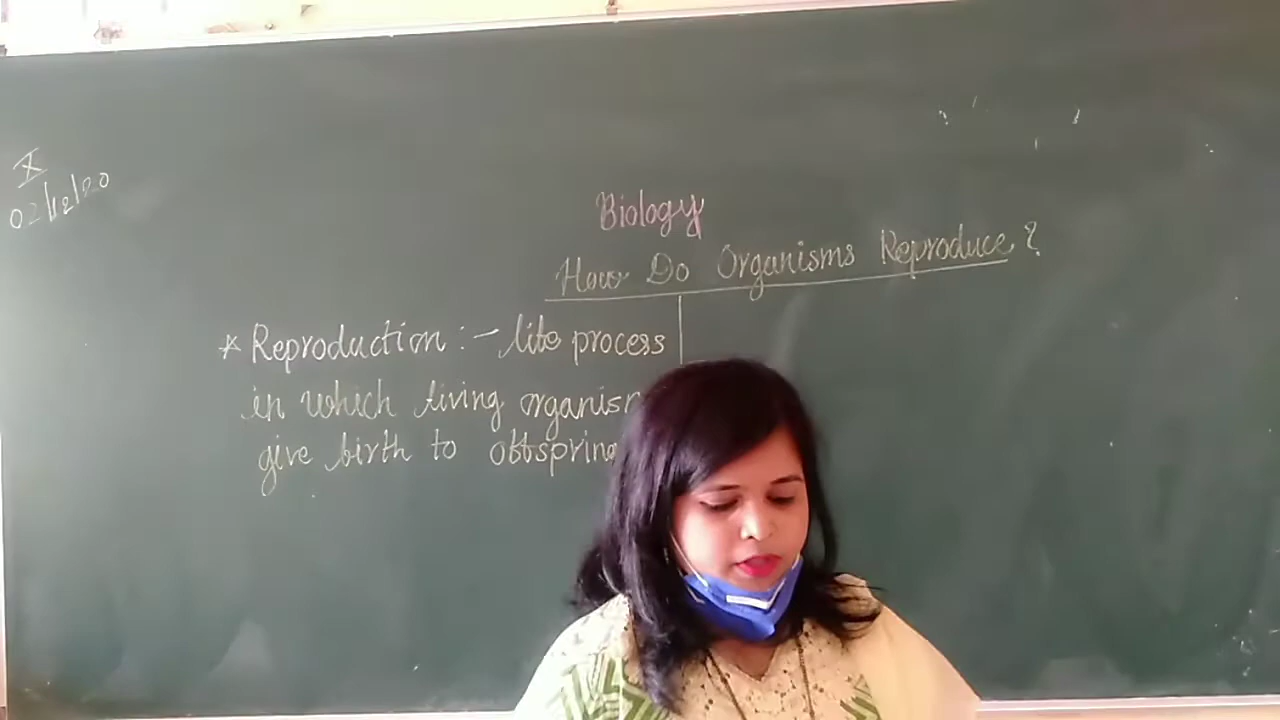 X
02/12/20
Biology
How Do Organisms Reproduce?
* Reproduction :- life process
in which living organism
give birth to offspring